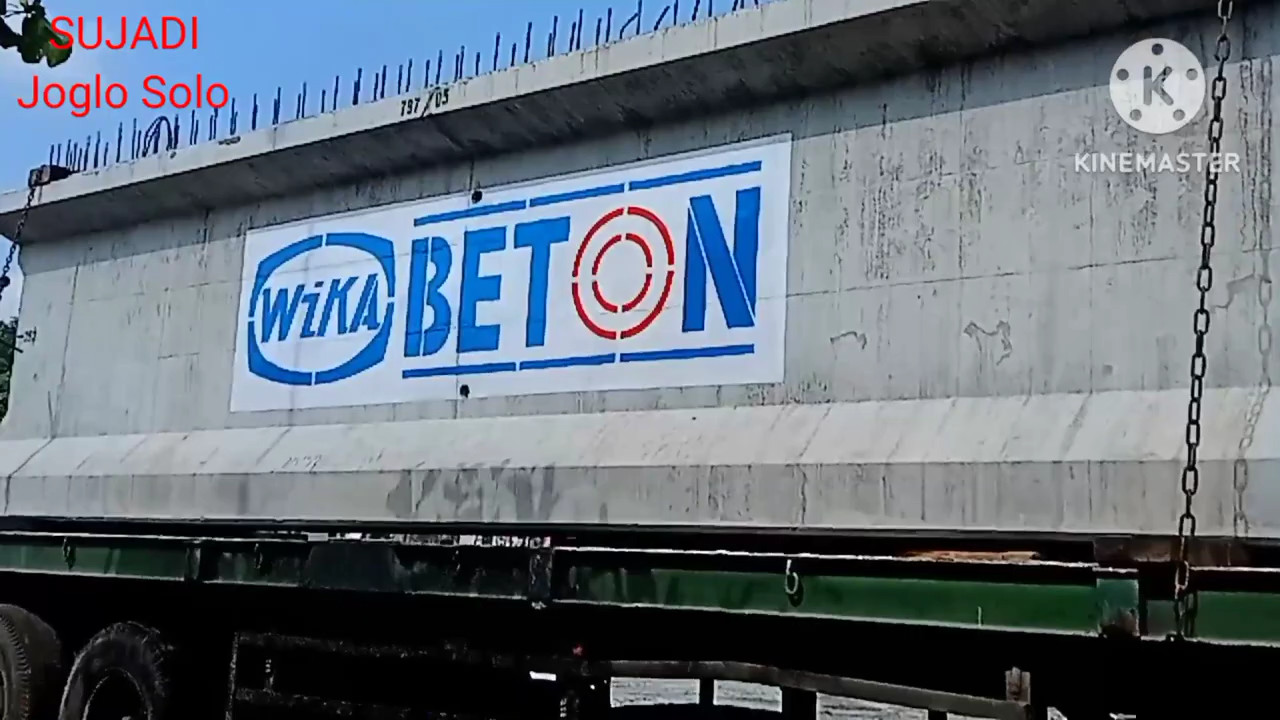 SUJADI
Joglo Solo
797/05
K
KINEMASTER
WiKA BETON